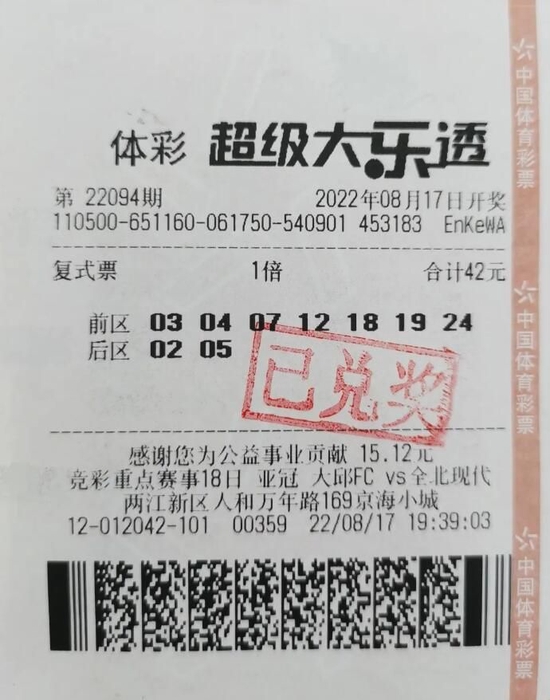 体彩 超级大乐透
第 22094期 2022年08月17日开奖
110500-651160-061750-540901 453183 EnKeWA
复式票 1倍 合计42元
前区 03 04 07 12 18 19 24
后区 02 05
已兑奖
感谢您为公益事业贡献 15.12元
竞彩重点赛事18日 亚冠 大邱FC vs全北现代
两江新区人和万年路169京海小城
12-012042-101 00359 22/08/17 19:39:03
中国体育彩票
中国体育彩票
中国体育彩票